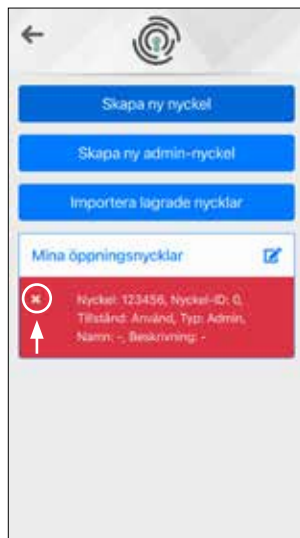 Skapa ny nyckel
Skapa ny admin-nyckel
Importera lagrade nycklar
Mina öppningsnycklar
Nyckel: 123456, Nyckel-ID: 0,
Tillstånd: Använd, Typ: Admin,
Namn: -, Beskrivning: -